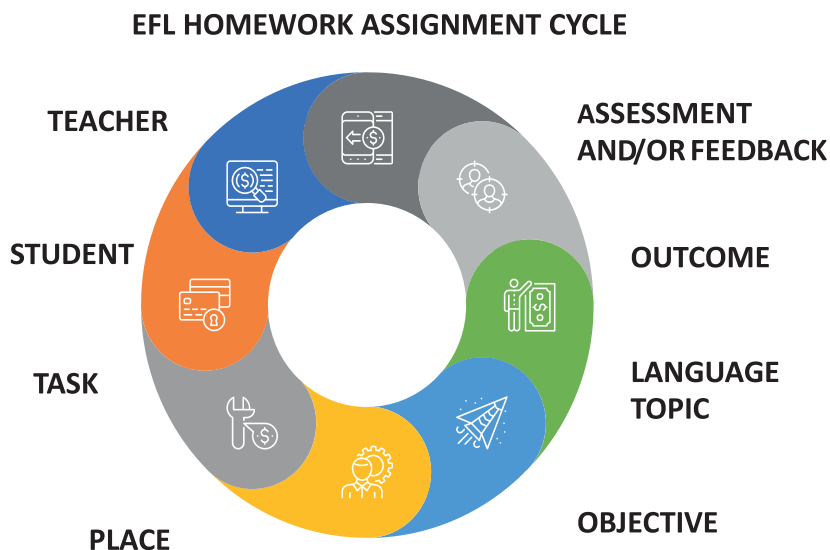 EFL HOMEWORK ASSIGNMENT CYCLE
TEACHER
ASSESSMENT
AND/OR FEEDBACK
STUDENT
OUTCOME
TASK
LANGUAGE
TOPIC
PLACE
OBJECTIVE